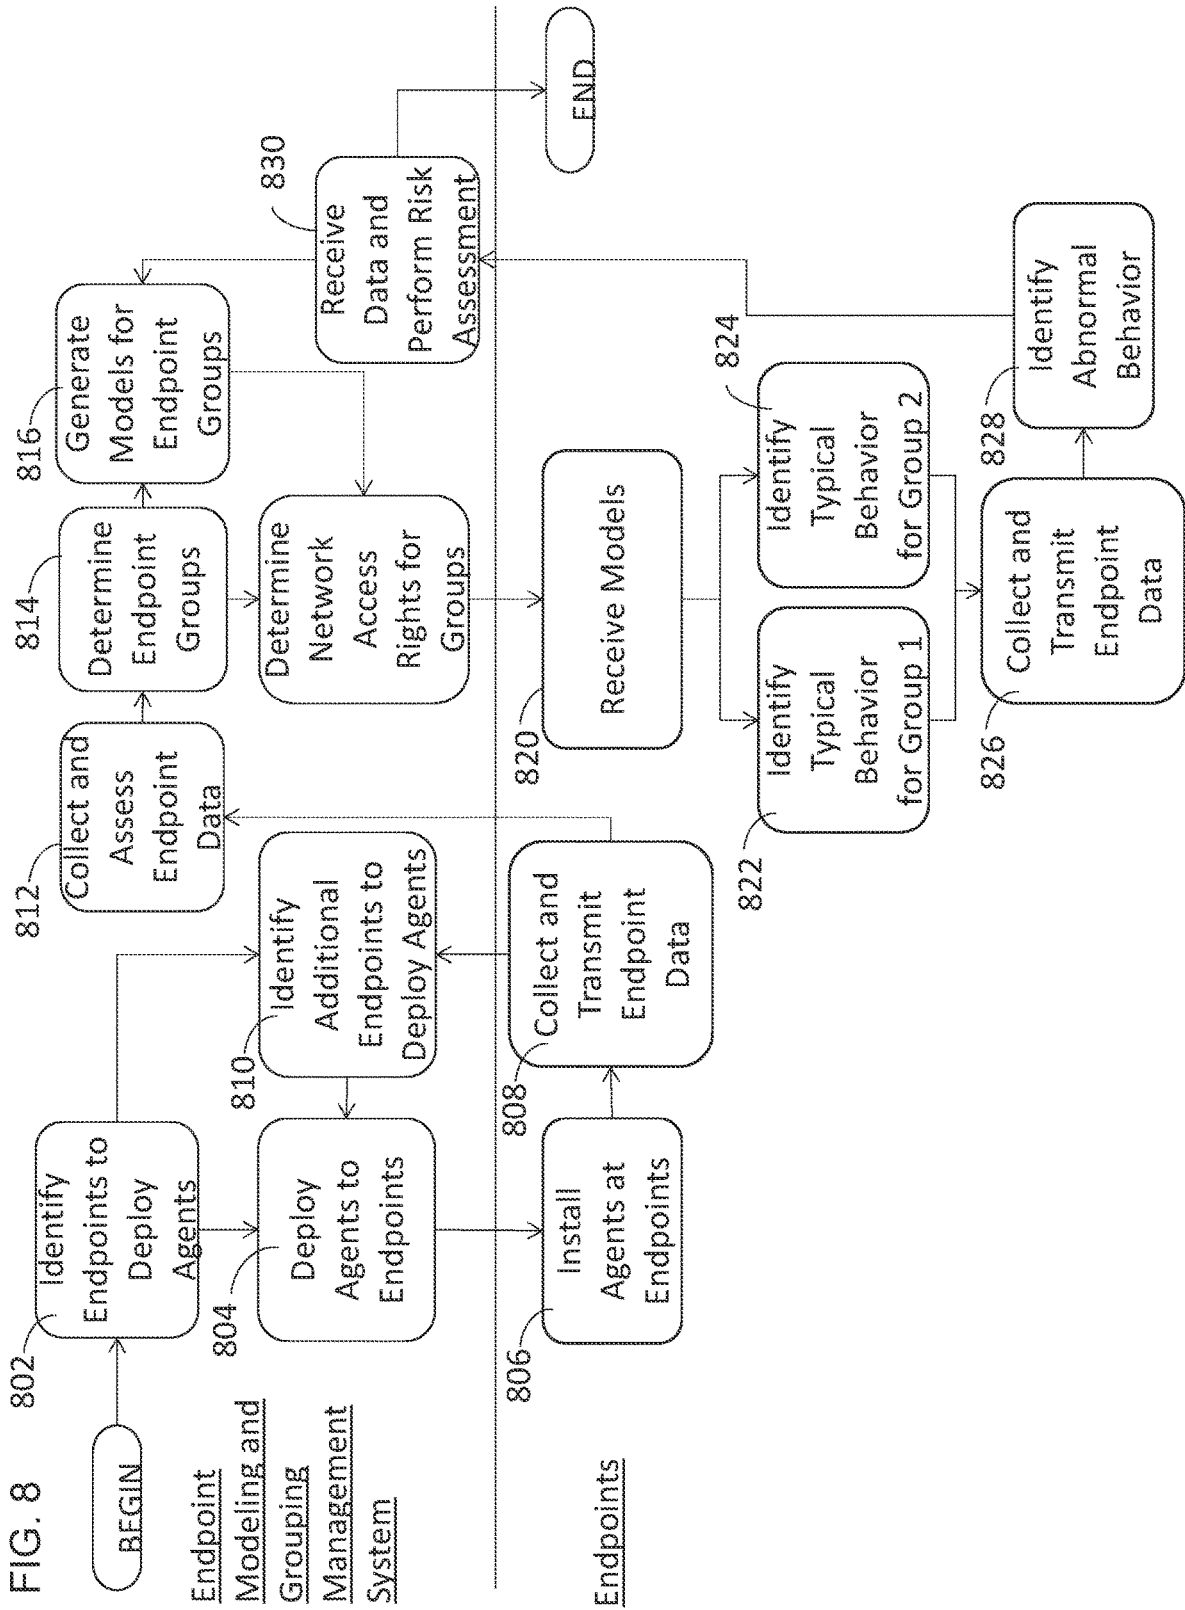 FIG. 8
BEGIN
802
Identify
Endpoints to
Deploy
Agents
804
Deploy
Agents to
Endpoints
810
Identify
Additional
Endpoints to
Deploy Agents
812
Collect and
Assess
Endpoint
Data
814
Determine
Endpoint
Groups
816
Generate
Models for
Endpoint
Groups
Determine
Network
Access
Rights for
Groups
830
Receive
Data and
Perform Risk
Assessment
END
Endpoint
Modeling and
Grouping
Management
System
Endpoints
806
Install
Agents at
Endpoints
808
Collect and
Transmit
Endpoint
Data
820
Receive Models
822
Identify
Typical
Behavior
for Group 1
824
Identify
Typical
Behavior
for Group 2
826
Collect and
Transmit
Endpoint
Data
828
Identify
Abnormal
Behavior